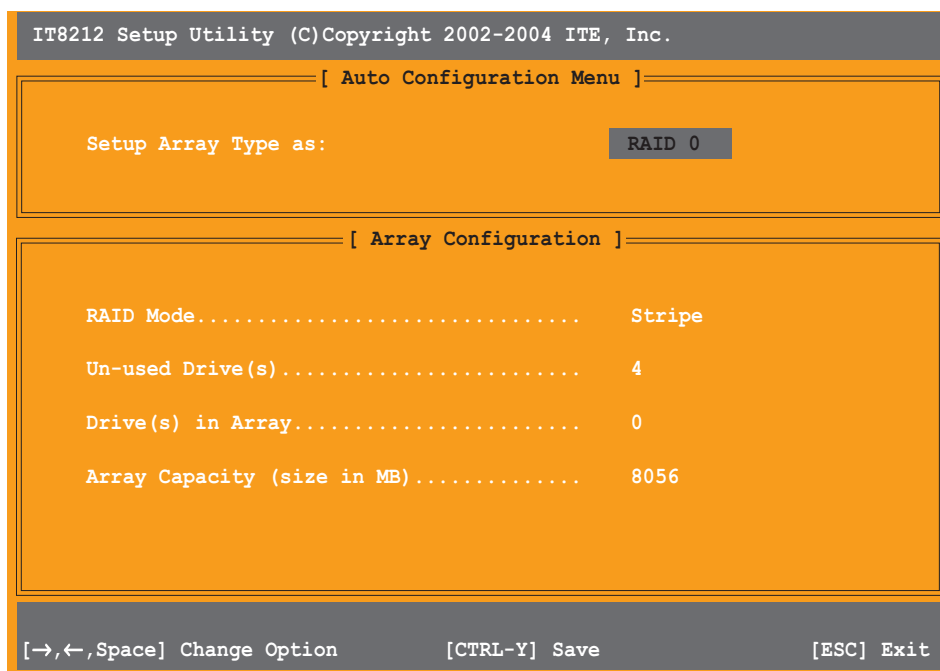 IT8212 Setup Utility (C)Copyright 2002-2004 ITE, Inc.
[ Auto Configuration Menu ]
Setup Array Type as: RAID 0
[ Array Configuration ]
RAID Mode................................ Stripe
Un-used Drive(s)......................... 4
Drive(s) in Array........................ 0
Array Capacity (size in MB).............. 8056
[→,←,Space] Change Option [CTRL-Y] Save [ESC] Exit